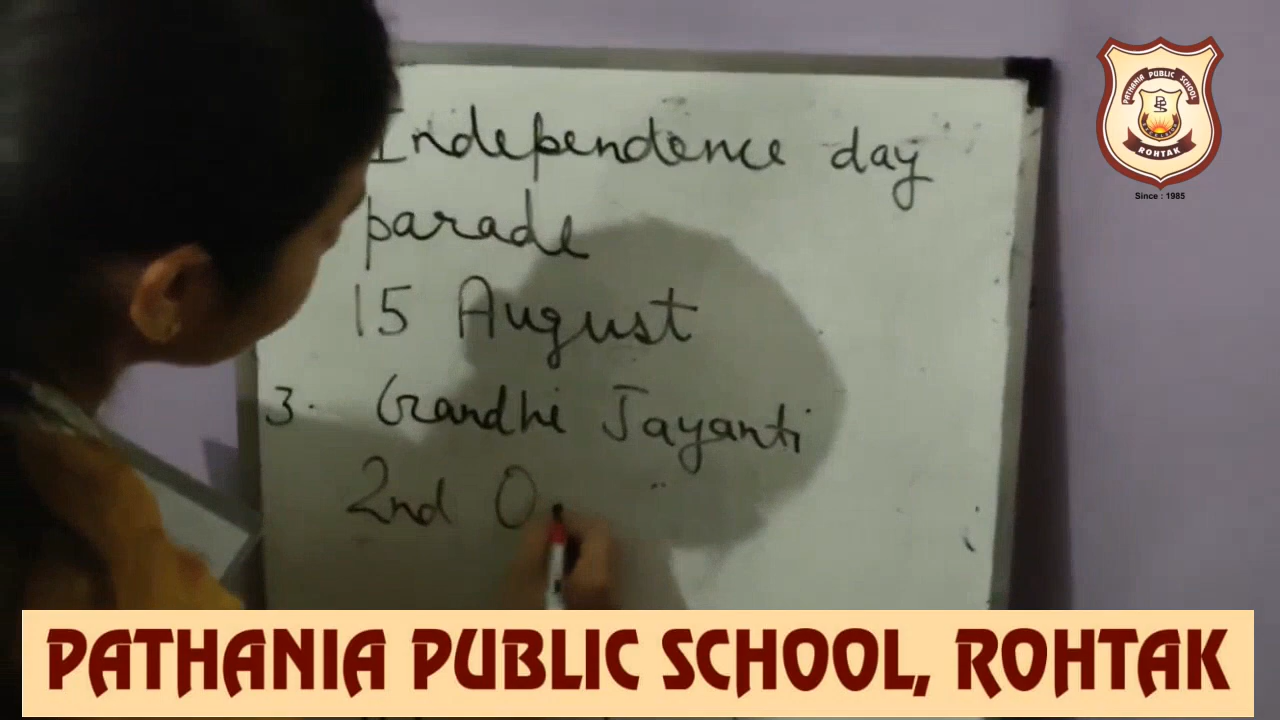 Independence day
parade
15 August
3. Gandhi Jayanti
2nd O
PATHANIA PUBLIC SCHOOL
PS
ROHTAK
Since : 1985
PATHANIA PUBLIC SCHOOL, ROHTAK